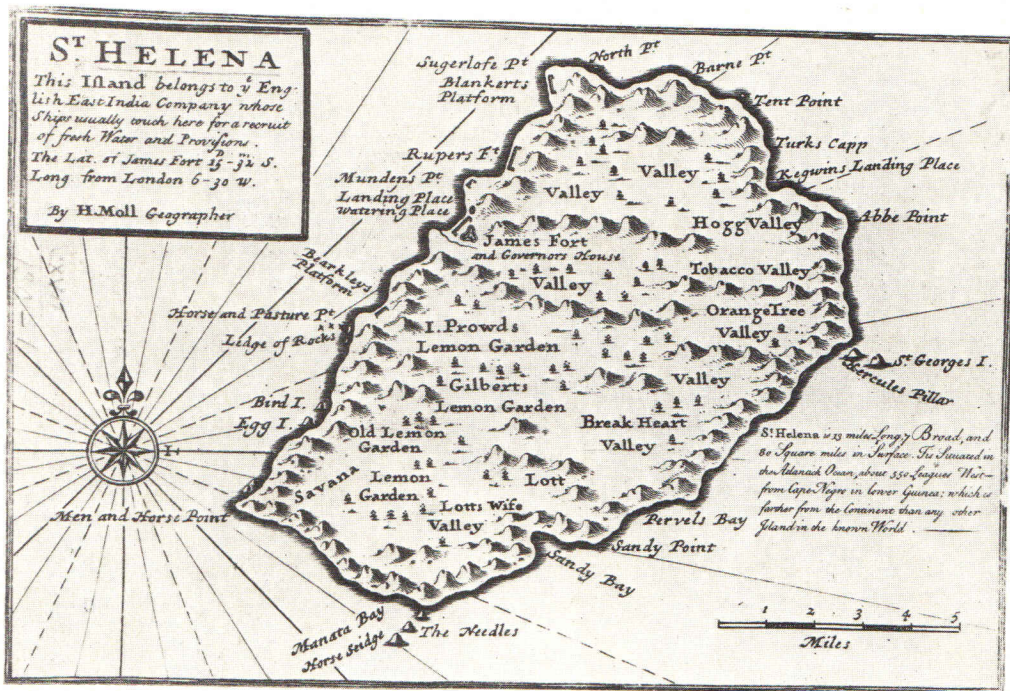 St. HELENA
This Island belongs to ye Eng-
lish East India Company whose
Ships usually touch here for a recruit
of fresh Water and Provisions.
The Lat. of James Fort 15D-32m S.
Long. from London 6-30 W.
By H. Moll Geographer
Sugerlofe Pt
North Pt
Barne Pt
Blankerts
Platform
Tent Point
Turks Capp
Rupers Ft
Kegwins Landing Place
Mundens Pt
Landing Place
watering Place
Valley
Valley
Hogg Valley
Abbe Point
James Fort
and Governors House
Bearkleys
Platform
Valley
Tobacco Valley
Horse and Pasture Pt
Ledge of Rocks
I. Prowds
Lemon Garden
Orange Tree
Valley
St Georges I.
Hercules Pillar
Gilberts
Lemon Garden
Valley
Bird I.
Egg I.
Old Lemon
Garden
Break Heart
Valley
St Helena is 13 miles Long, 7 Broad, and
80 Square miles in Surface. Tis Situated in
the Atlanack Ocean, about 550 Leagues West
from Cape Negre in lower Guinea; which is
farther from the Continent than any other
Island in the known World.
L
Savana
Lemon
Garden
Lott
Lotts Wife
Valley
Men and Horse Point
Pervels Bay
Sandy Point
Sandy Bay
Manata Bay
Horse Seidge
The Needles
1 2 3 4 5
Miles